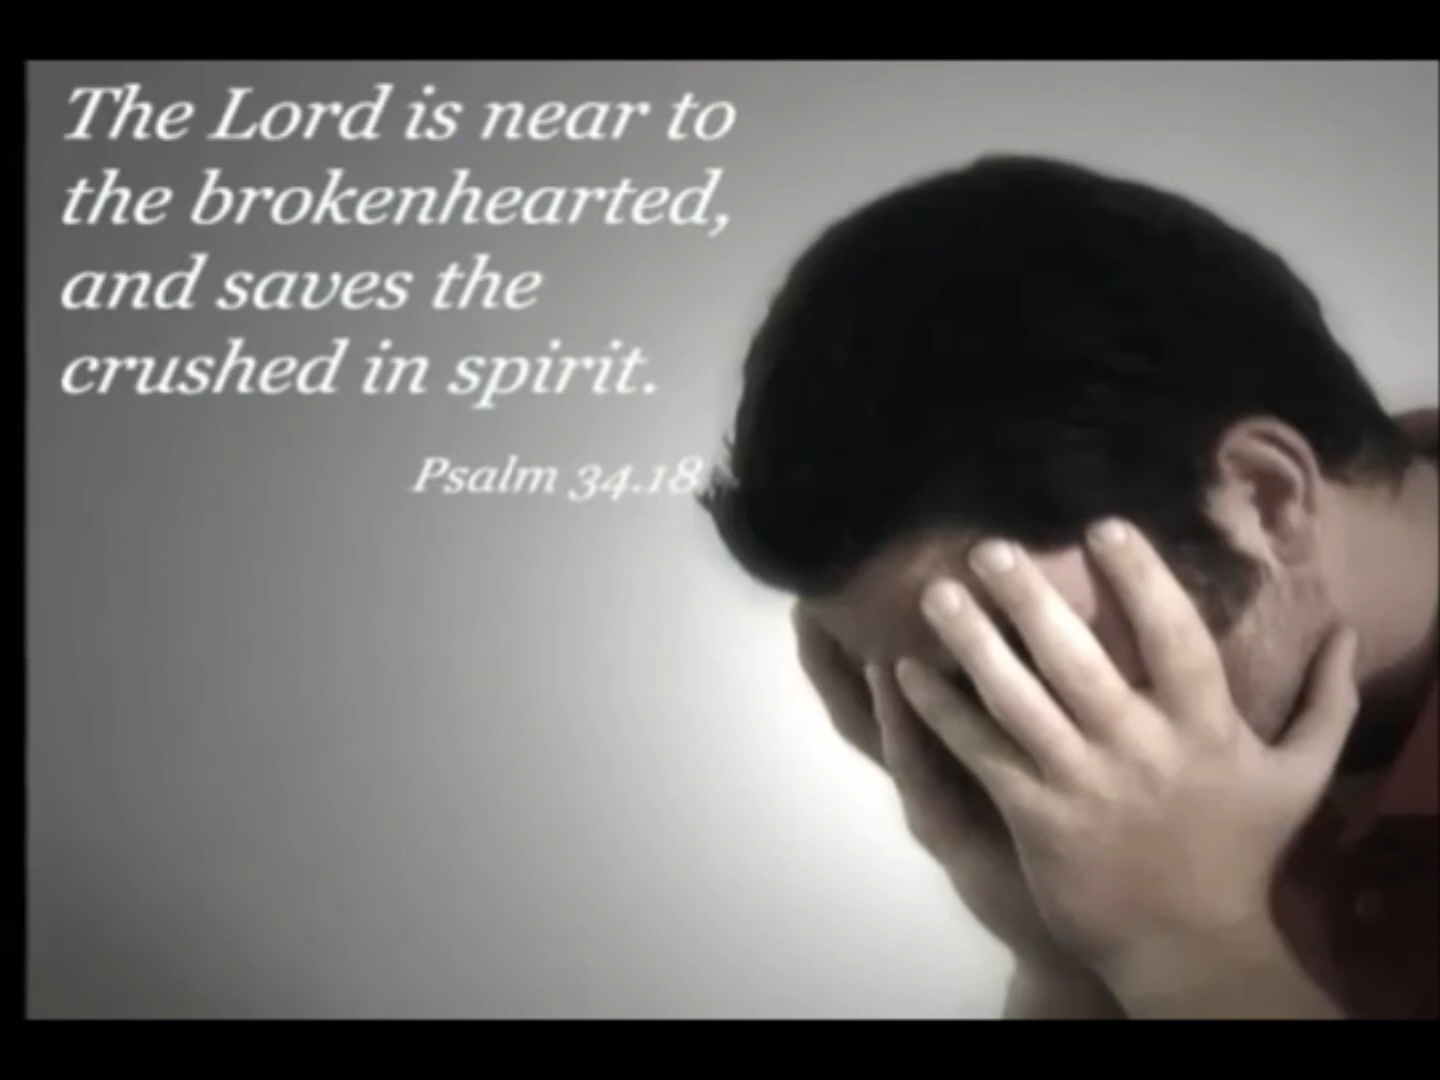 The Lord is near to
the brokenhearted,
and saves the
crushed in spirit.
Psalm 34.18